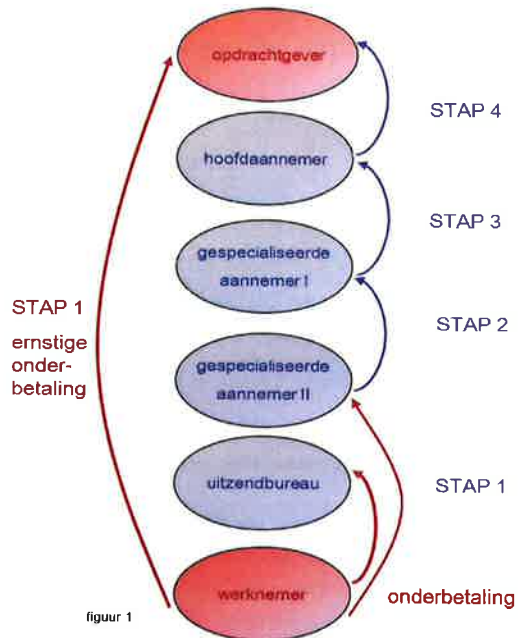 opdrachtgever
STAP 4
hoofdaannemer
STAP 3
gespecialiseerde
aannemer I
STAP 1
ernstige
onder-
betaling
STAP 2
gespecialiseerde
aannemer II
uitzendbureau
STAP 1
werknemer
onderbetaling
figuur 1